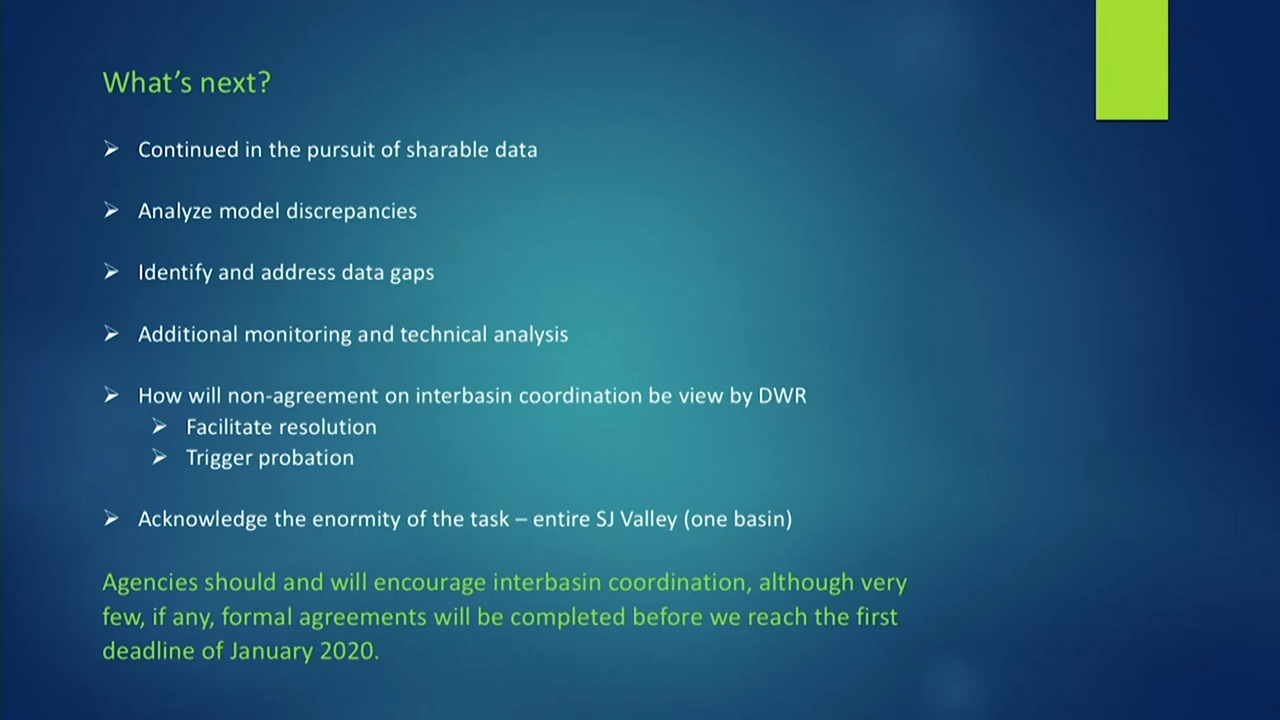 What's next?
➢ Continued in the pursuit of sharable data
➢ Analyze model discrepancies
➢ Identify and address data gaps
➢ Additional monitoring and technical analysis
➢ How will non-agreement on interbasin coordination be view by DWR
➢ Facilitate resolution
➢ Trigger probation
➢ Acknowledge the enormity of the task – entire SJ Valley (one basin)
Agencies should and will encourage interbasin coordination, although very
few, if any, formal agreements will be completed before we reach the first
deadline of January 2020.